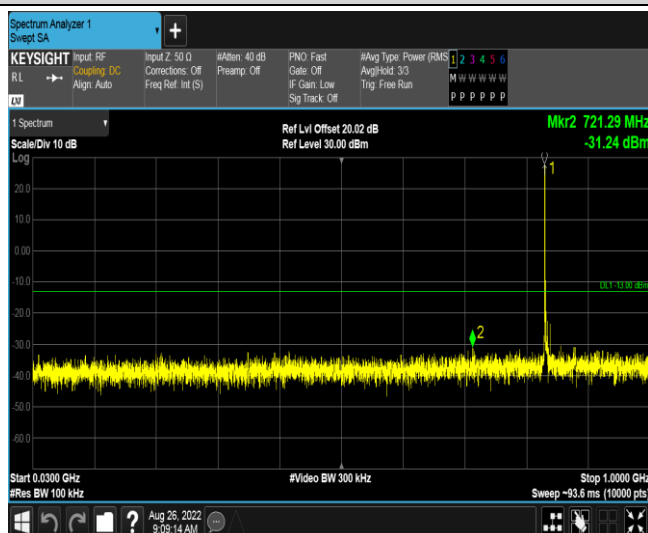 Spectrum Analyzer 1
Swept SA
+
KEYSIGHT
RL
LXI
Input: RF
Coupling: DC
Align: Auto
Input Z: 50 Ω
Corrections: Off
Freq Ref: Int (S)
#Atten: 40 dB
Preamp: Off
PNO: Fast
Gate: Off
IF Gain: Low
Sig Track: Off
#Avg Type: Power (RMS
Avg|Hold: 3/3
Trig: Free Run
1 2 3 4 5 6
M W W W W W
P P P P P P
1 Spectrum
Scale/Div 10 dB
Ref Lvl Offset 20.02 dB
Ref Level 30.00 dBm
Mkr2 721.29 MHz
-31.24 dBm
Log
1
20.0
10.0
0.00
-10.0
DL1 -13.00 dBm
-20.0
-30.0
2
-40.0
-50.0
-60.0
Start 0.0300 GHz
#Res BW 100 kHz
#Video BW 300 kHz
Stop 1.0000 GHz
Sweep ~93.6 ms (10000 pts)
?
Aug 26, 2022
9:09:14 AM